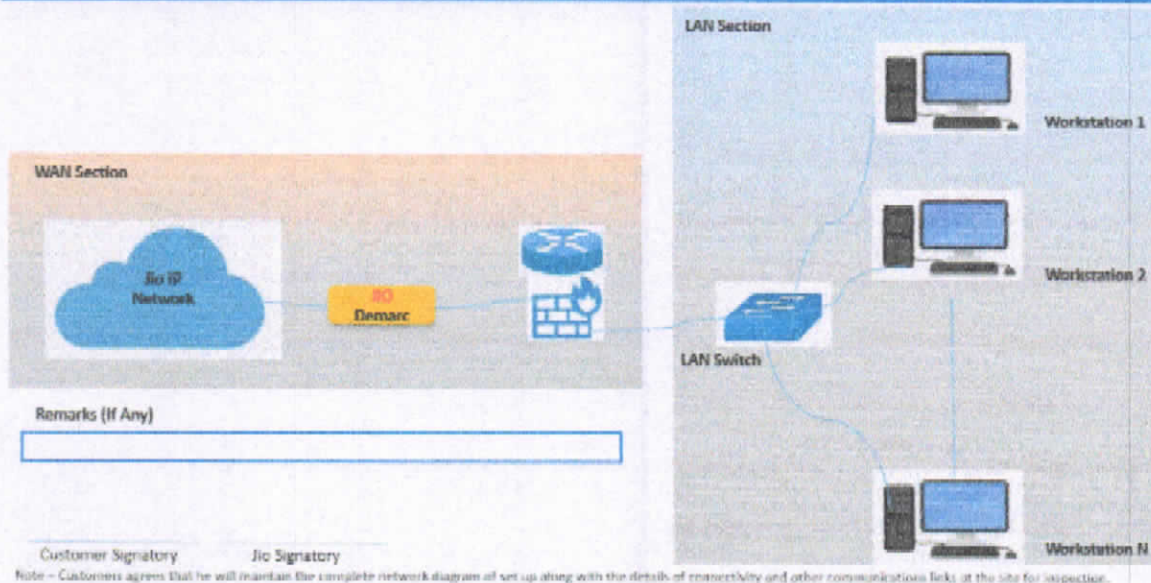 LAN Section
Workstation 1
WAN Section
Jio IP
Network
JIO
Demarc
Workstation 2
LAN Switch
Remarks (If Any)
Customer Signatory
Jio Signatory
Workstation N
Note – Customers agrees that he will maintain the complete network diagram of set up along with the details of connectivity and other communications links at the site for inspection.